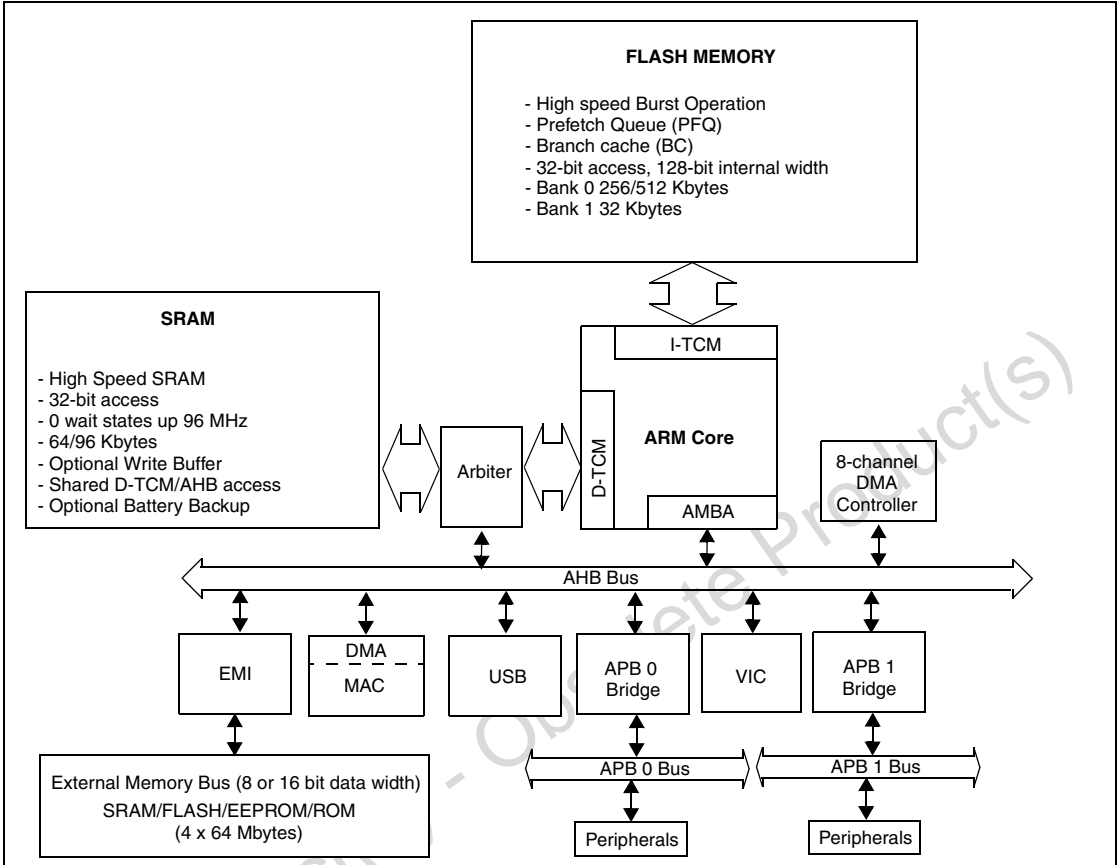 FLASH MEMORY
- High speed Burst Operation
- Prefetch Queue (PFQ)
- Branch cache (BC)
- 32-bit access, 128-bit internal width
- Bank 0 256/512 Kbytes
- Bank 1 32 Kbytes
SRAM
- High Speed SRAM
- 32-bit access
- 0 wait states up 96 MHz
- 64/96 Kbytes
- Optional Write Buffer
- Shared D-TCM/AHB access
- Optional Battery Backup
Arbiter
I-TCM
D-TCM
ARM Core
AMBA
8-channel
DMA
Controller
AHB Bus
EMI
DMA
MAC
USB
APB 0
Bridge
VIC
APB 1
Bridge
External Memory Bus (8 or 16 bit data width)
SRAM/FLASH/EEPROM/ROM
(4 x 64 Mbytes)
APB 0 Bus
Peripherals
APB 1 Bus
Peripherals
- Obsolete Product(s)